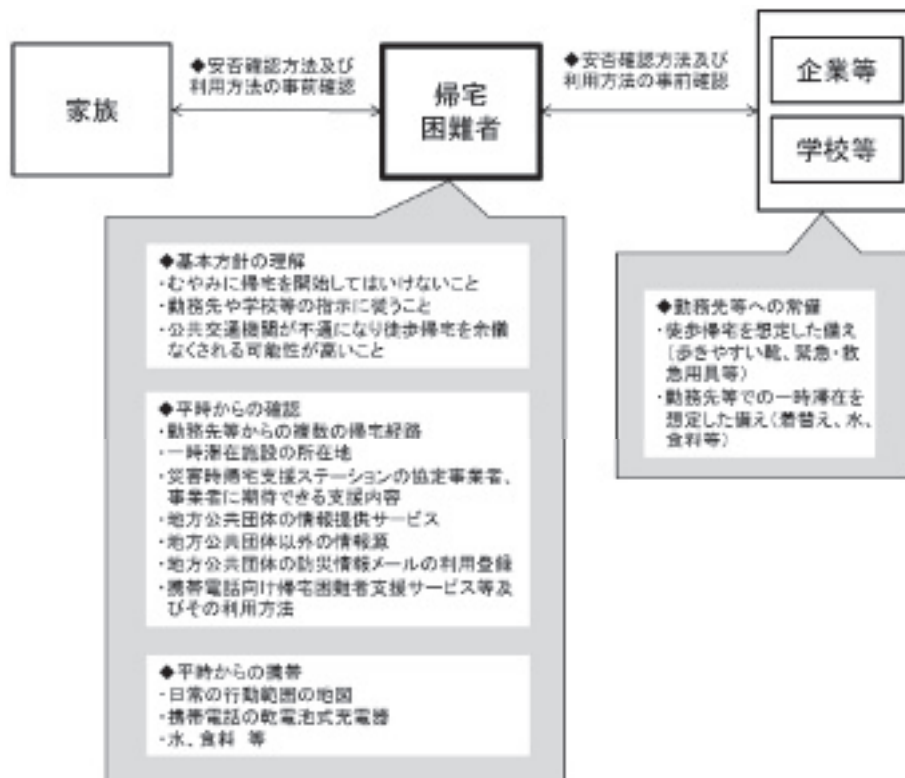 家族
◆安否確認方法及び
利用方法の事前確認
帰宅
困難者
◆安否確認方法及び
利用方法の事前確認
企業等
学校等
◆基本方針の理解
・むやみに帰宅を開始してはいけないこと
・勤務先や学校等の指示に従うこと
・公共交通機関が不通になり徒歩帰宅を余儀
なくされる可能性が高いこと
◆平時からの確認
・勤務先等からの複数の帰宅経路
・一時滞在施設の所在地
・災害時帰宅支援ステーションの協定事業者、
事業者に期待できる支援内容
・地方公共団体の情報提供サービス
・地方公共団体以外の情報源
・地方公共団体の防災情報メールの利用登録
・携帯電話向け帰宅困難者支援サービス等及
びその利用方法
◆平時からの携帯
・日常の行動範囲の地図
・携帯電話の乾電池式充電器
・水、食料 等
◆勤務先等への常備
・徒歩帰宅を想定した備え
(歩きやすい靴、緊急・救
急用具等)
・勤務先等での一時滞在を
想定した備え(着替え、水、
食料等)